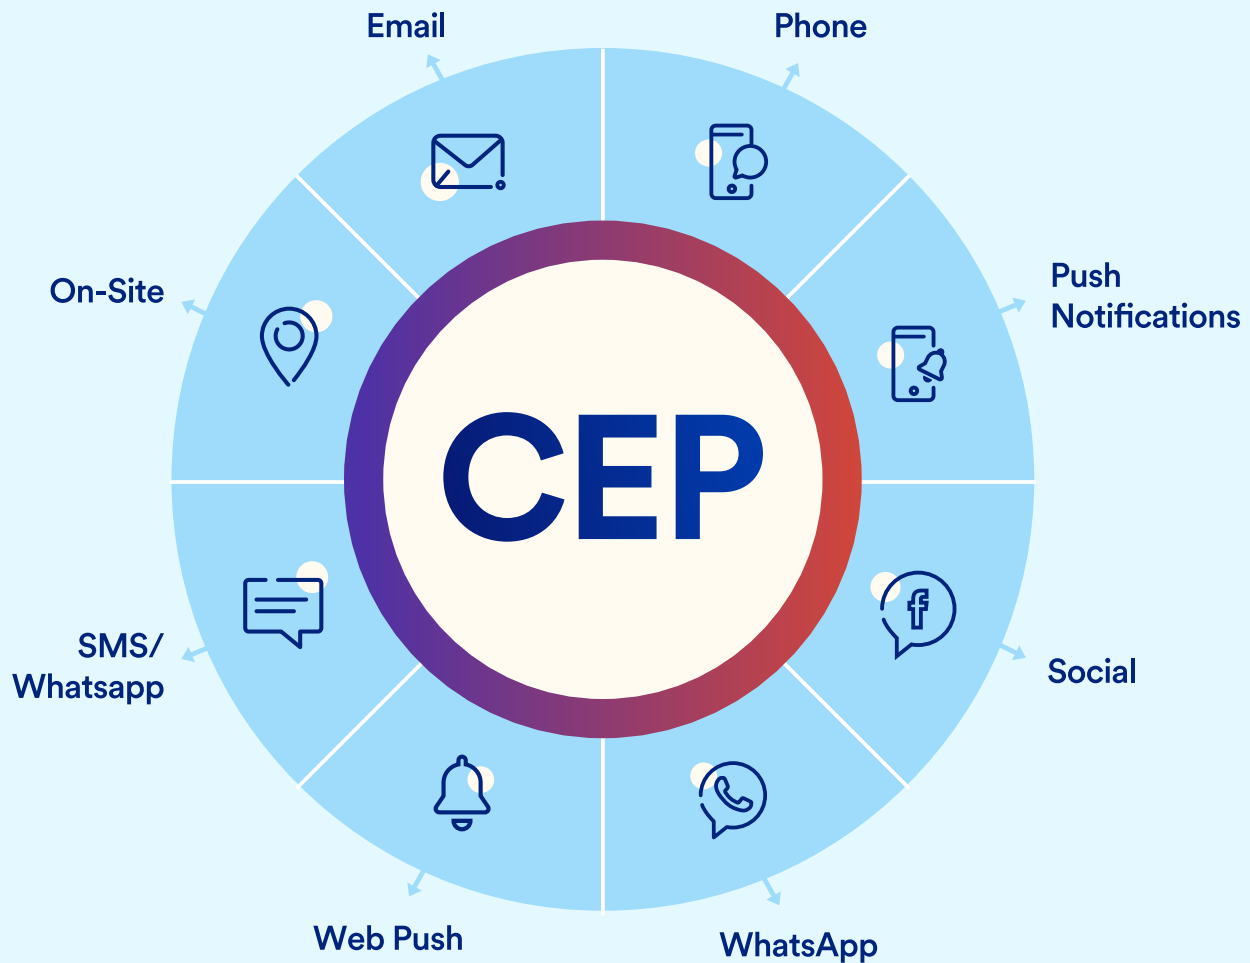 Email
Phone
On-Site
Push
Notifications
CEP
SMS/
Whatsapp
Social
Web Push
WhatsApp